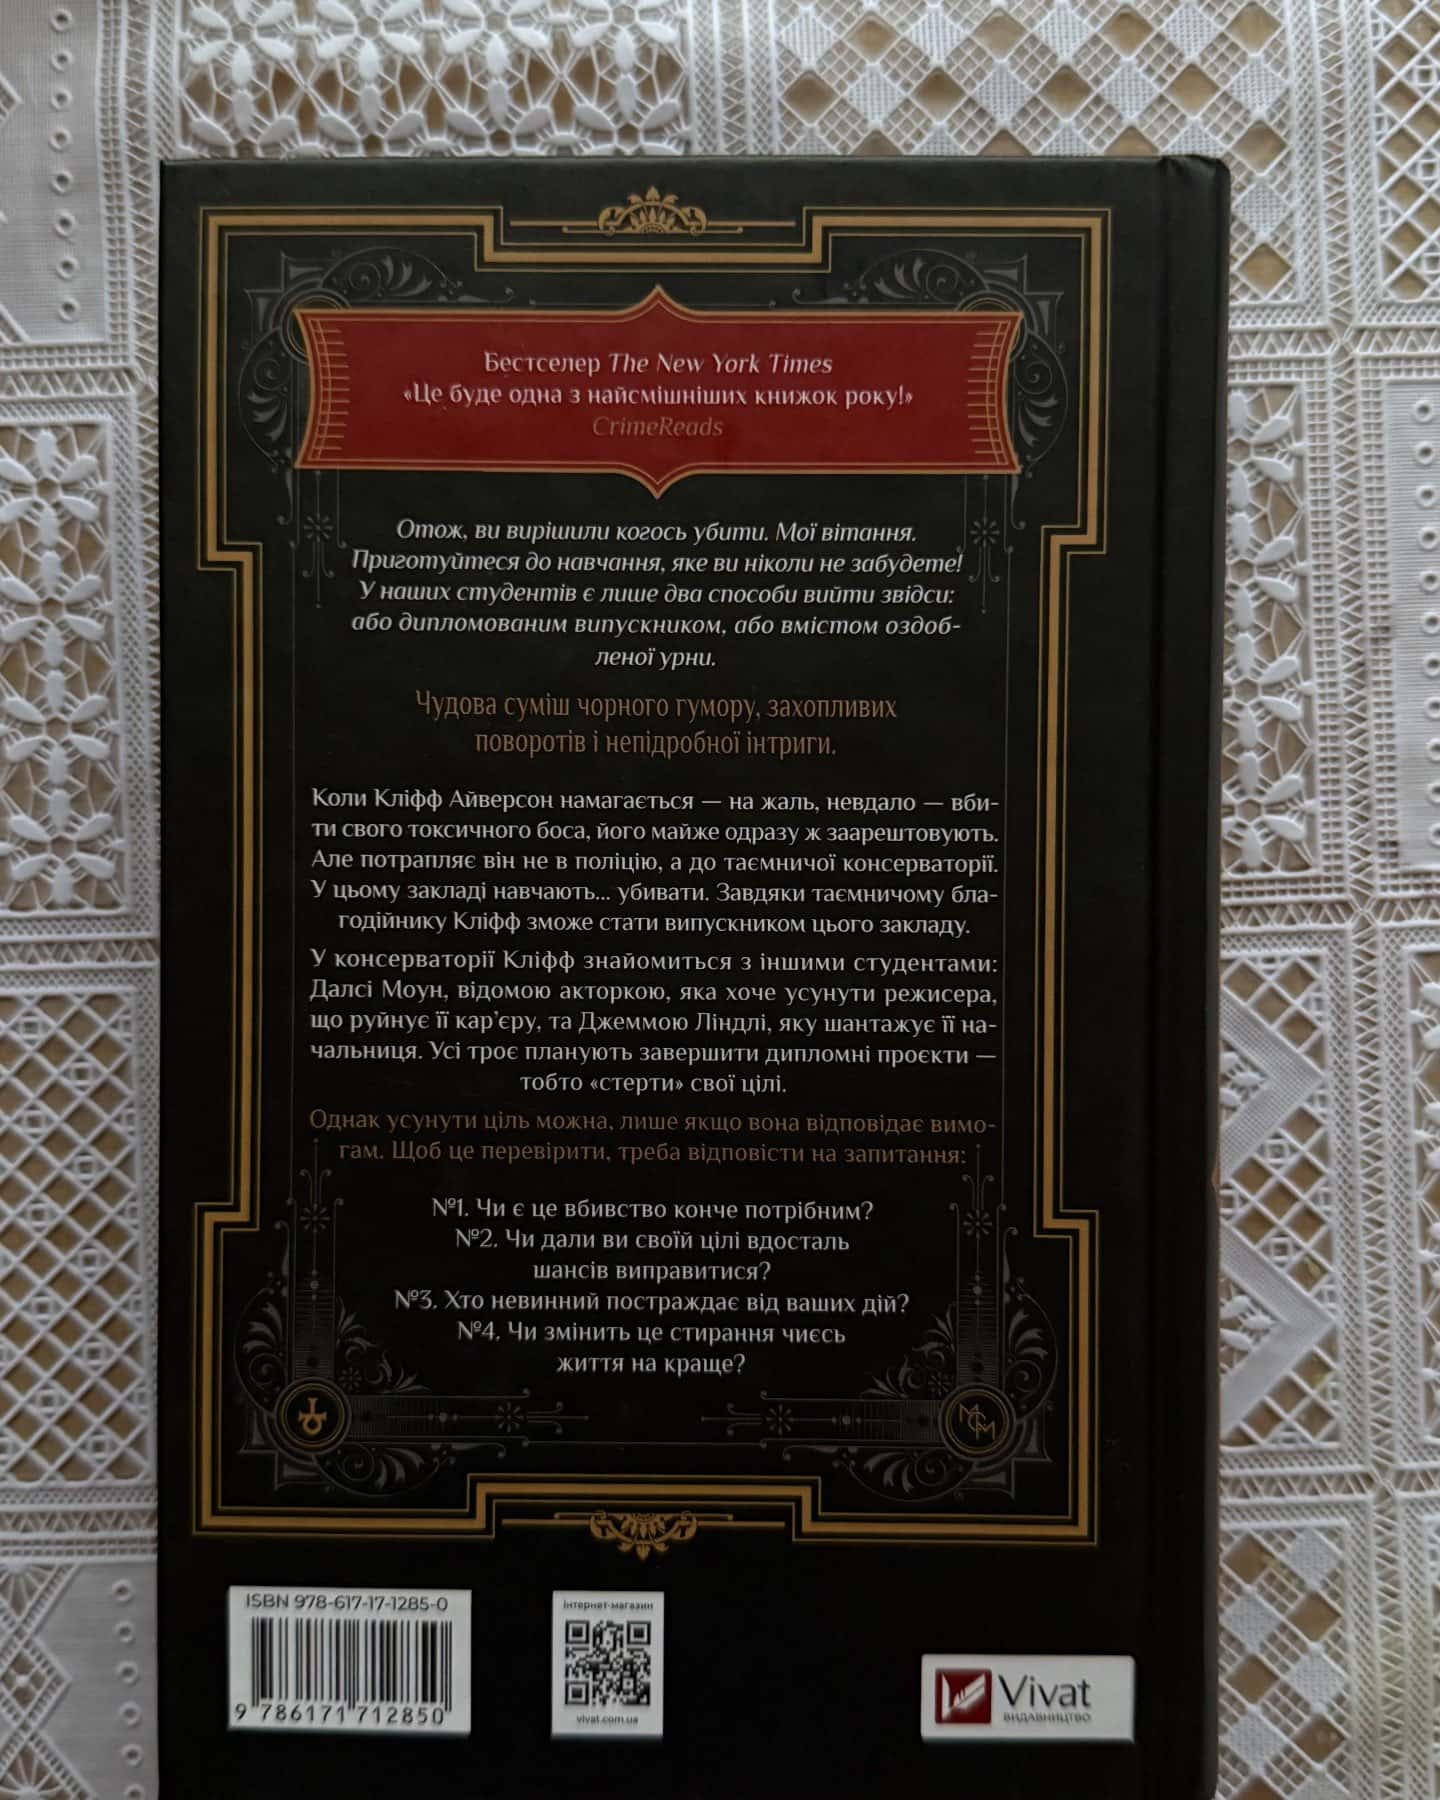 Бестселер The New York Times
«Це буде одна з найсмішніших книжок року!»
CrimeReads
Отож, ви вирішили когось убити. Мої вітання.
Приготуйтеся до навчання, яке ви ніколи не забудете!
У наших студентів є лише два способи вийти звідси:
або дипломованим випускником, або вмістом оздоб-
леної урни.
Чудова суміш чорного гумору, захопливих
поворотів і непідробної інтриги.
Коли Кліфф Айверсон намагається — на жаль, невдало — вби-
ти свого токсичного боса, його майже одразу ж заарештовують.
Але потрапляє він не в поліцію, а до таємничої консерваторії.
У цьому закладі навчають... убивати. Завдяки таємничому бла-
годійнику Кліфф зможе стати випускником цього закладу.
У консерваторії Кліфф знайомиться з іншими студентами:
Далсі Моун, відомою акторкою, яка хоче усунути режисера,
що руйнує її кар’єру, та Джеммою Ліндлі, яку шантажує її на-
чальниця. Усі троє планують завершити дипломні проєкти —
тобто «стерти» свої цілі.
Однак усунути ціль можна, лише якщо вона відповідає вимо-
гам. Щоб це перевірити, треба відповісти на запитання:
№1. Чи є це вбивство конче потрібним?
№2. Чи дали ви своїй цілі вдосталь
шансів виправитися?
№3. Хто невинний постраждає від ваших дій?
№4. Чи змінить це стирання чиєсь
життя на краще?
MCM
ISBN 978-617-17-1285-0
9 786171 712850
інтернет-магазин
vivat.com.ua
Vivat
ВИДАВНИЦТВО